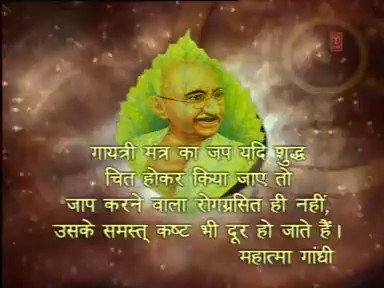 गायत्री मंत्र का जप यदि शुद्ध
चित होकर किया जाए तो
जाप करने वाला रोगग्रसित ही नहीं,
उसके समस्त् कष्ट भी दूर हो जाते हैं।
महात्मा गांधी